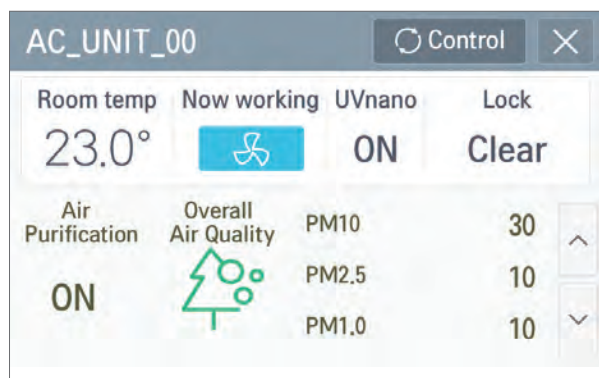 AC_UNIT_00 Control
Room temp Now working UVnano Lock
23.0° ON Clear
Air Purification Overall Air Quality PM10 30
ON PM2.5 10
PM1.0 10